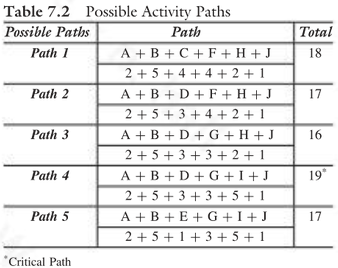 Table 7.2 Possible Activity Paths
Possible Paths Path Total
Path 1 A + B + C + F + H + J 18
2 + 5 + 4 + 4 + 2 + 1
Path 2 A + B + D + F + H + J 17
2 + 5 + 3 + 4 + 2 + 1
Path 3 A + B + D + G + H + J 16
2 + 5 + 3 + 3 + 2 + 1
Path 4 A + B + D + G + I + J 19*
2 + 5 + 3 + 3 + 5 + 1
Path 5 A + B + E + G + I + J 17
2 + 5 + 1 + 3 + 5 + 1
*Critical Path